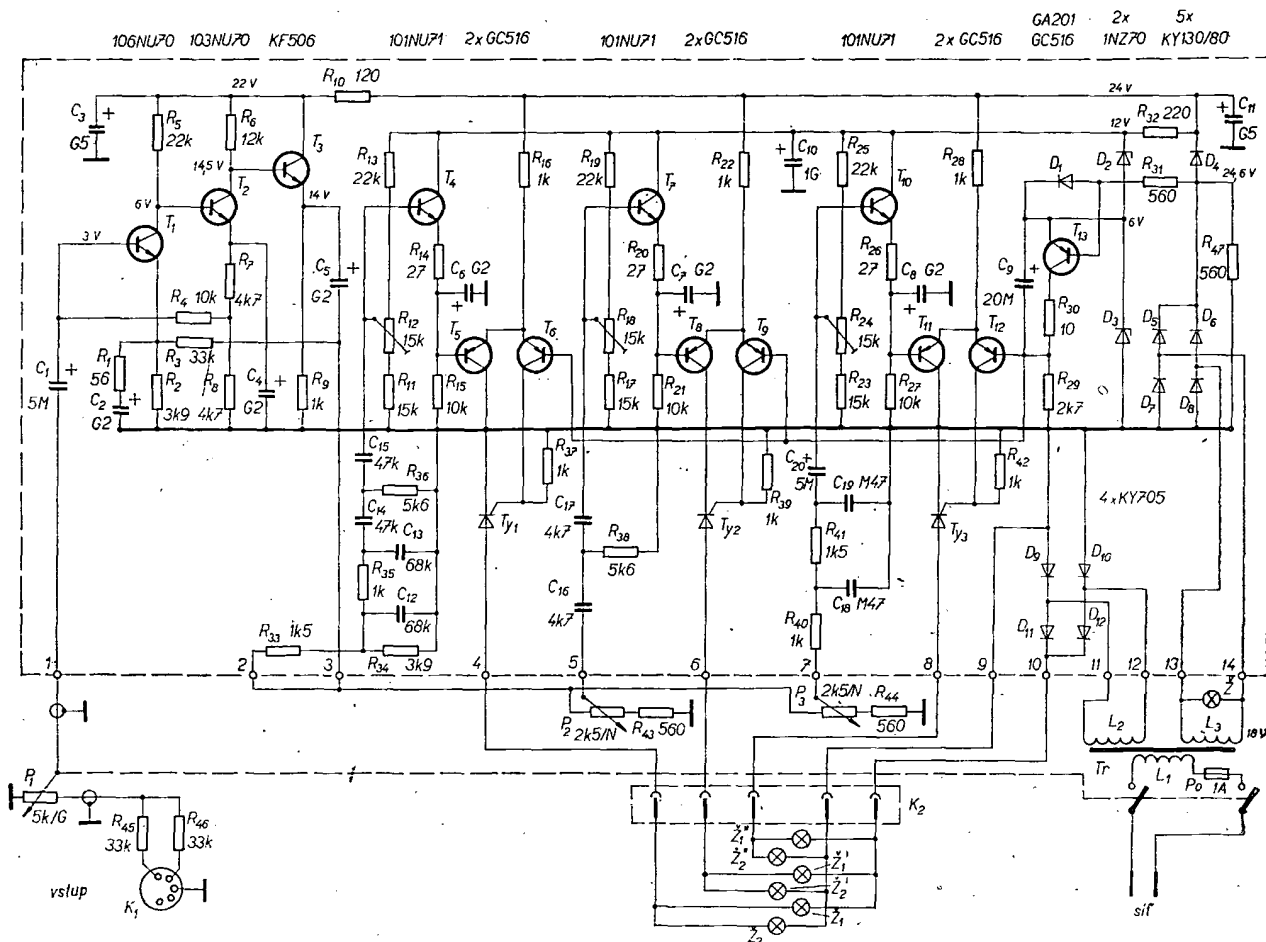 106NU70 103NU70 KF506 101NU71 2x GC516 101NU71 2x GC516 101NU71 2x GC516 GA201 GC516 2x 1NZ70 5x KY130/80
22 V R10 120 24 V
C3 + G5
R5 22k
R6 12k
T3
14,5 V
14 V
T2
6 V
T1
3 V
R7 4k7
R4 10k
R3 33k
R1 56
C1 + 5M
C2 + G2
R2 3k9
R8 4k7
C4 + G2
C5 + G2
R9 1k
R13 22k
T4
R14 27
C6 G2 +
R12 15k
R11 15k
R15 10k
T5
T6
R16 1k
R19 22k
T7
R20 27
C7 G2 +
R18 15k
R17 15k
R21 10k
T8
T9
R22 1k
C10 + 1G
R25 22k
T10
R26 27
C8 G2 +
R24 15k
R23 15k
R27 10k
T11
T12
R28 1k
12 V
R32 220
C11 + G5
D1
D2
R31 560
D4
24,6 V
6 V
T13
C9 + 20M
R30 10
R29 2k7
D3
D5
D6
D7
D8
R47 560
C15 47k
R36 5k6
C14 47k
C13 68k
R35 1k
C12 68k
R33 1k5
R34 3k9
R37 1k
Ty1
C17 4k7
R38 5k6
C16 4k7
Ty2
R39 1k
C20 + 5M
C19 M47
R41 1k5
C18 M47
R40 1k
Ty3
R42 1k
4xKY705
D9
D10
D11
D12
1 2 3 4 5 6 7 8 9 10 11 12 13 14
P2 2k5/N
R43 560
P3 2k5/N
R44 560
Ž
L2
L3
18 V
Tr
L1
Po 1A
P1 5k/G
R45 33k
R46 33k
K1
vstup
K2
Ž1"
Ž2"
Ž1'
Ž2'
Ž1
Ž2
síť